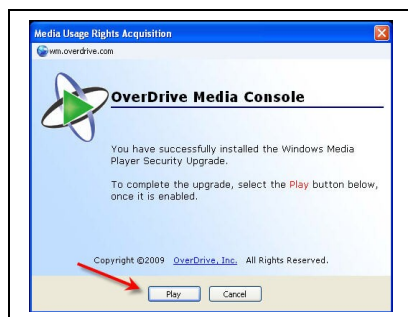 Media Usage Rights Acquisition
wm.overdrive.com
OverDrive Media Console
You have successfully installed the Windows Media
Player Security Upgrade.
To complete the upgrade, select the Play button below,
once it is enabled.
Copyright ©2009 OverDrive, Inc. All Rights Reserved.
Play Cancel